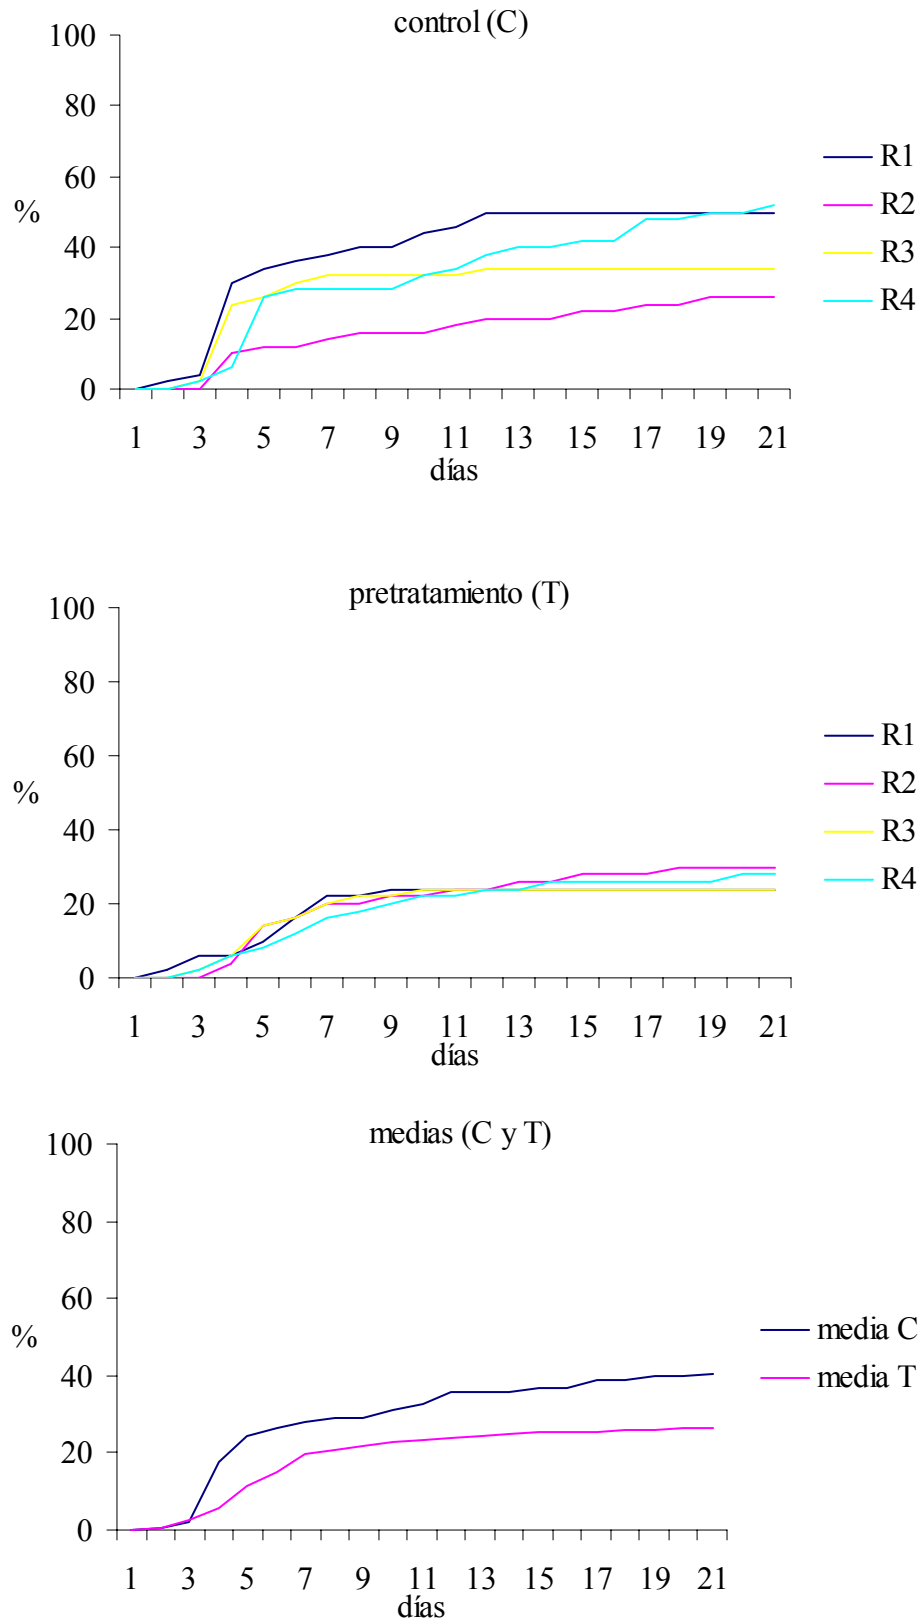 control (C)
100
80
60
%
40
20
0
1 3 5 7 9 11 13 15 17 19 21
días
R1
R2
R3
R4
pretratamiento (T)
100
80
60
%
40
20
0
1 3 5 7 9 11 13 15 17 19 21
días
R1
R2
R3
R4
medias (C y T)
100
80
60
%
40
20
0
1 3 5 7 9 11 13 15 17 19 21
días
media C
media T